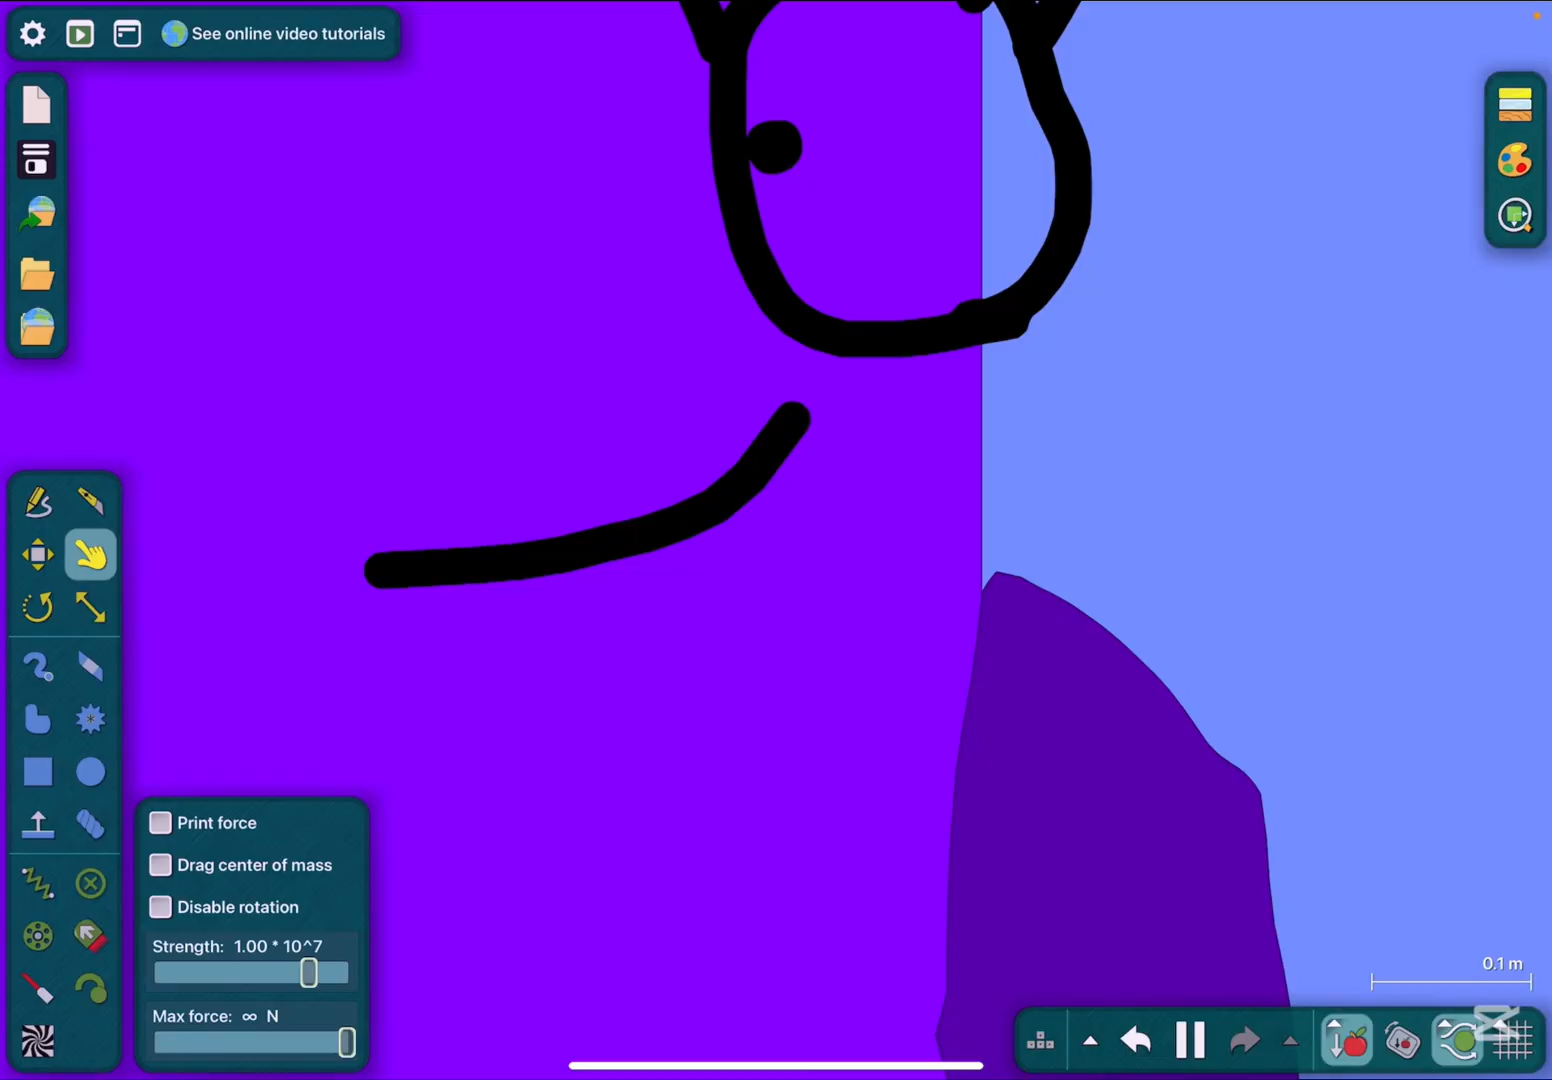 See online video tutorials
Print force
Drag center of mass
Disable rotation
Strength: 1.00 * 10^7
Max force: ∞ N
0.1 m